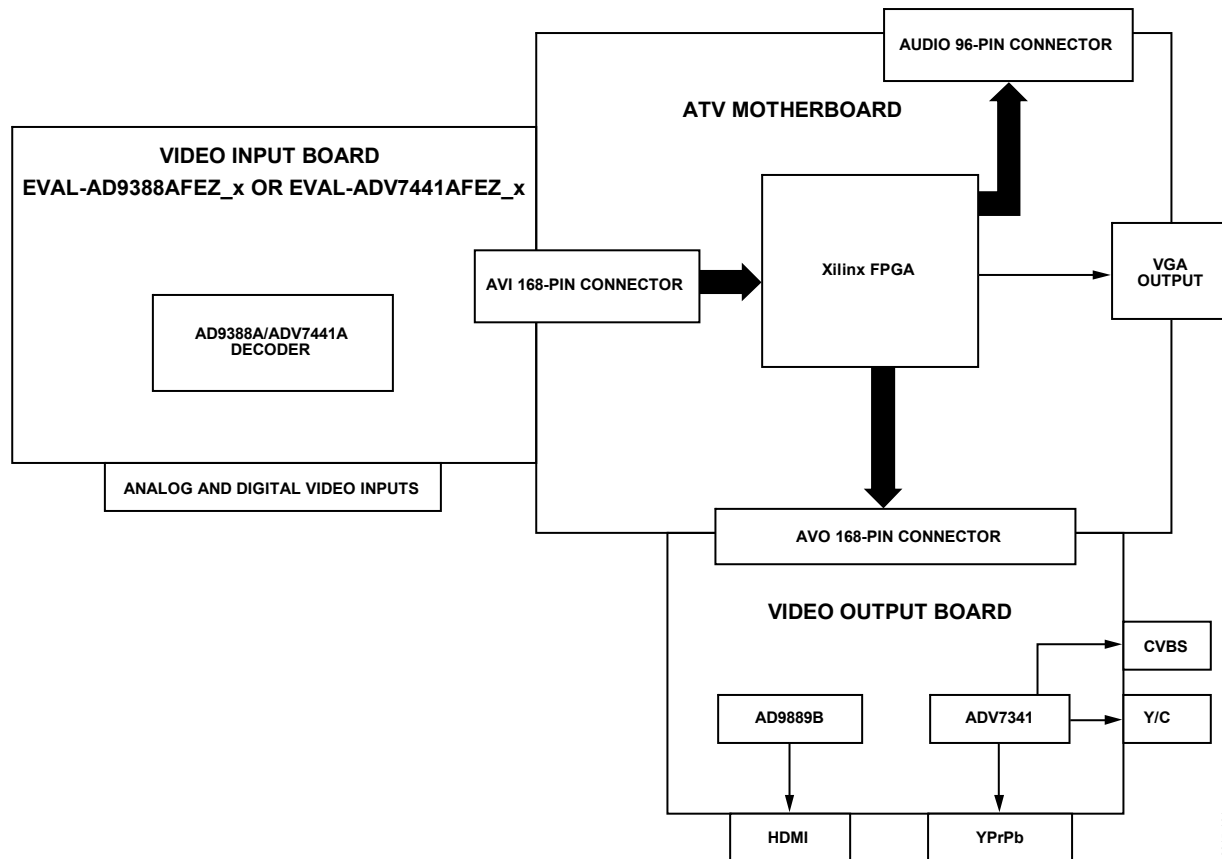 AUDIO 96-PIN CONNECTOR
ATV MOTHERBOARD
VIDEO INPUT BOARD
EVAL-AD9388AFEZ_x OR EVAL-ADV7441AFEZ_x
AVI 168-PIN CONNECTOR
Xilinx FPGA
VGA
OUTPUT
AD9388A/ADV7441A
DECODER
ANALOG AND DIGITAL VIDEO INPUTS
AVO 168-PIN CONNECTOR
VIDEO OUTPUT BOARD
CVBS
AD9889B
ADV7341
Y/C
HDMI
YPrPb